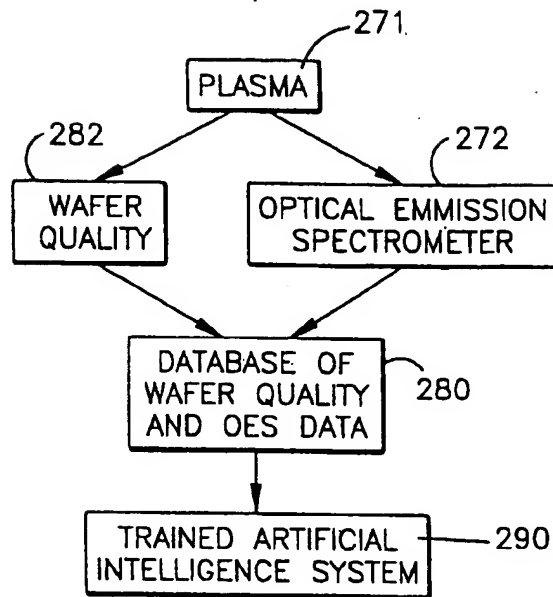 271
PLASMA
282
272
WAFER
QUALITY
OPTICAL EMMISSION
SPECTROMETER
DATABASE OF
WAFER QUALITY
AND OES DATA
280
TRAINED ARTIFICIAL
INTELLIGENCE SYSTEM
290